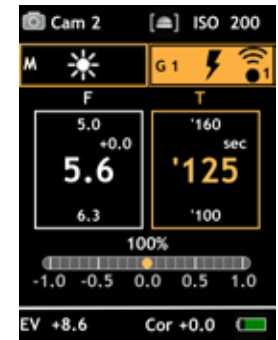 Cam 2 ISO 200
M G 1 1
F T
5.0 '160
+0.0 sec
5.6 '125
6.3 '100
100%
-1.0 -0.5 0.0 0.5 1.0
EV +8.6 Cor +0.0